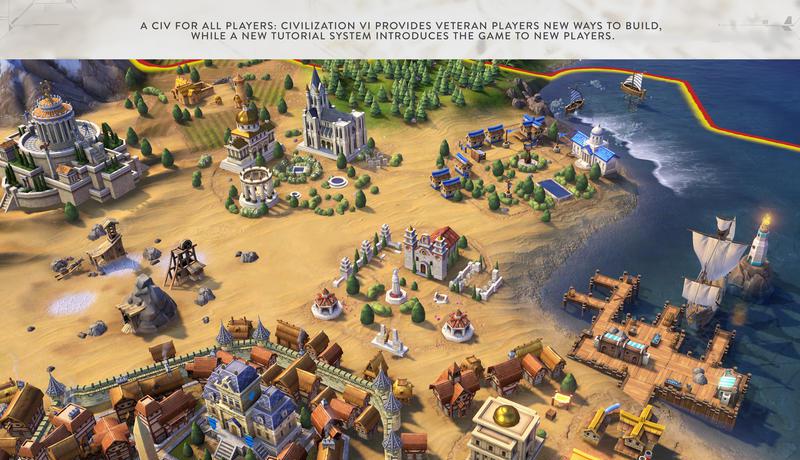 A CIV FOR ALL PLAYERS: CIVILIZATION VI PROVIDES VETERAN PLAYERS NEW WAYS TO BUILD,
WHILE A NEW TUTORIAL SYSTEM INTRODUCES THE GAME TO NEW PLAYERS.